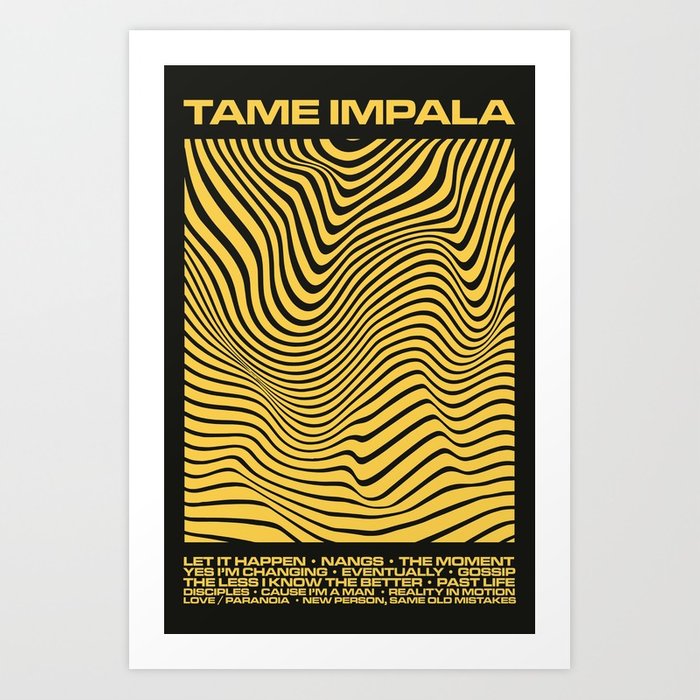 TAME IMPALA
LET IT HAPPEN • NANGS • THE MOMENT
YES I'M CHANGING • EVENTUALLY • GOSSIP
THE LESS I KNOW THE BETTER • PAST LIFE
DISCIPLES • CAUSE I'M A MAN • REALITY IN MOTION
LOVE / PARANOIA • NEW PERSON, SAME OLD MISTAKES